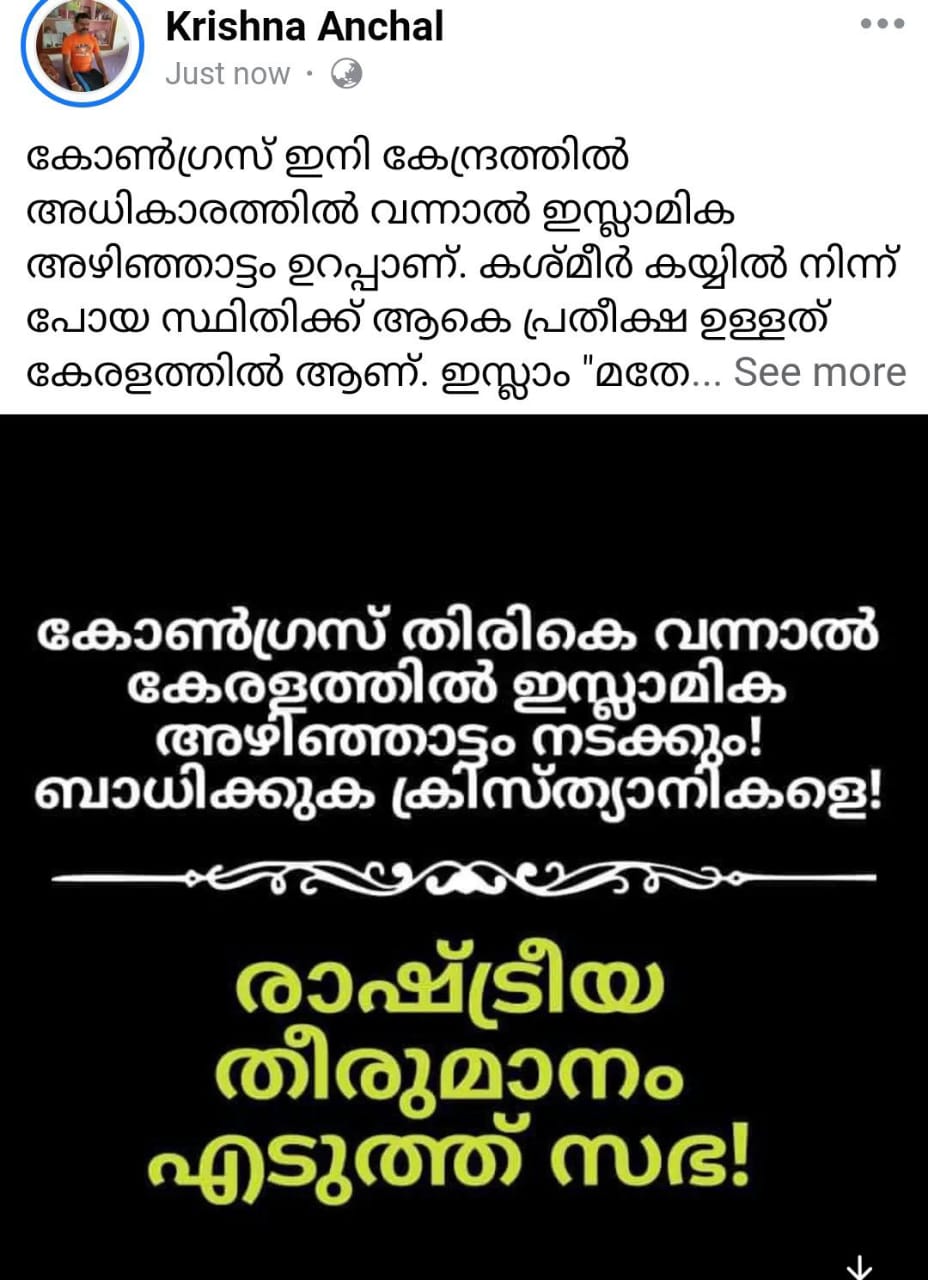 Krishna Anchal
Just now ·
കോൺഗ്രസ് ഇനി കേന്ദ്രത്തിൽ
അധികാരത്തിൽ വന്നാൽ ഇസ്ലാമിക
അഴിഞ്ഞാട്ടം ഉറപ്പാണ്. കശ്മീർ കയ്യിൽ നിന്ന്
പോയ സ്ഥിതിക്ക് ആകെ പ്രതീക്ഷ ഉള്ളത്
കേരളത്തിൽ ആണ്. ഇസ്ലാം "മതേ... See more
കോൺഗ്രസ് തിരികെ വന്നാൽ
കേരളത്തിൽ ഇസ്ലാമിക
അഴിഞ്ഞാട്ടം നടക്കും!
ബാധിക്കുക ക്രിസ്ത്യാനികളെ!
രാഷ്ട്രീയ
തീരുമാനം
എടുത്ത് സഭ!